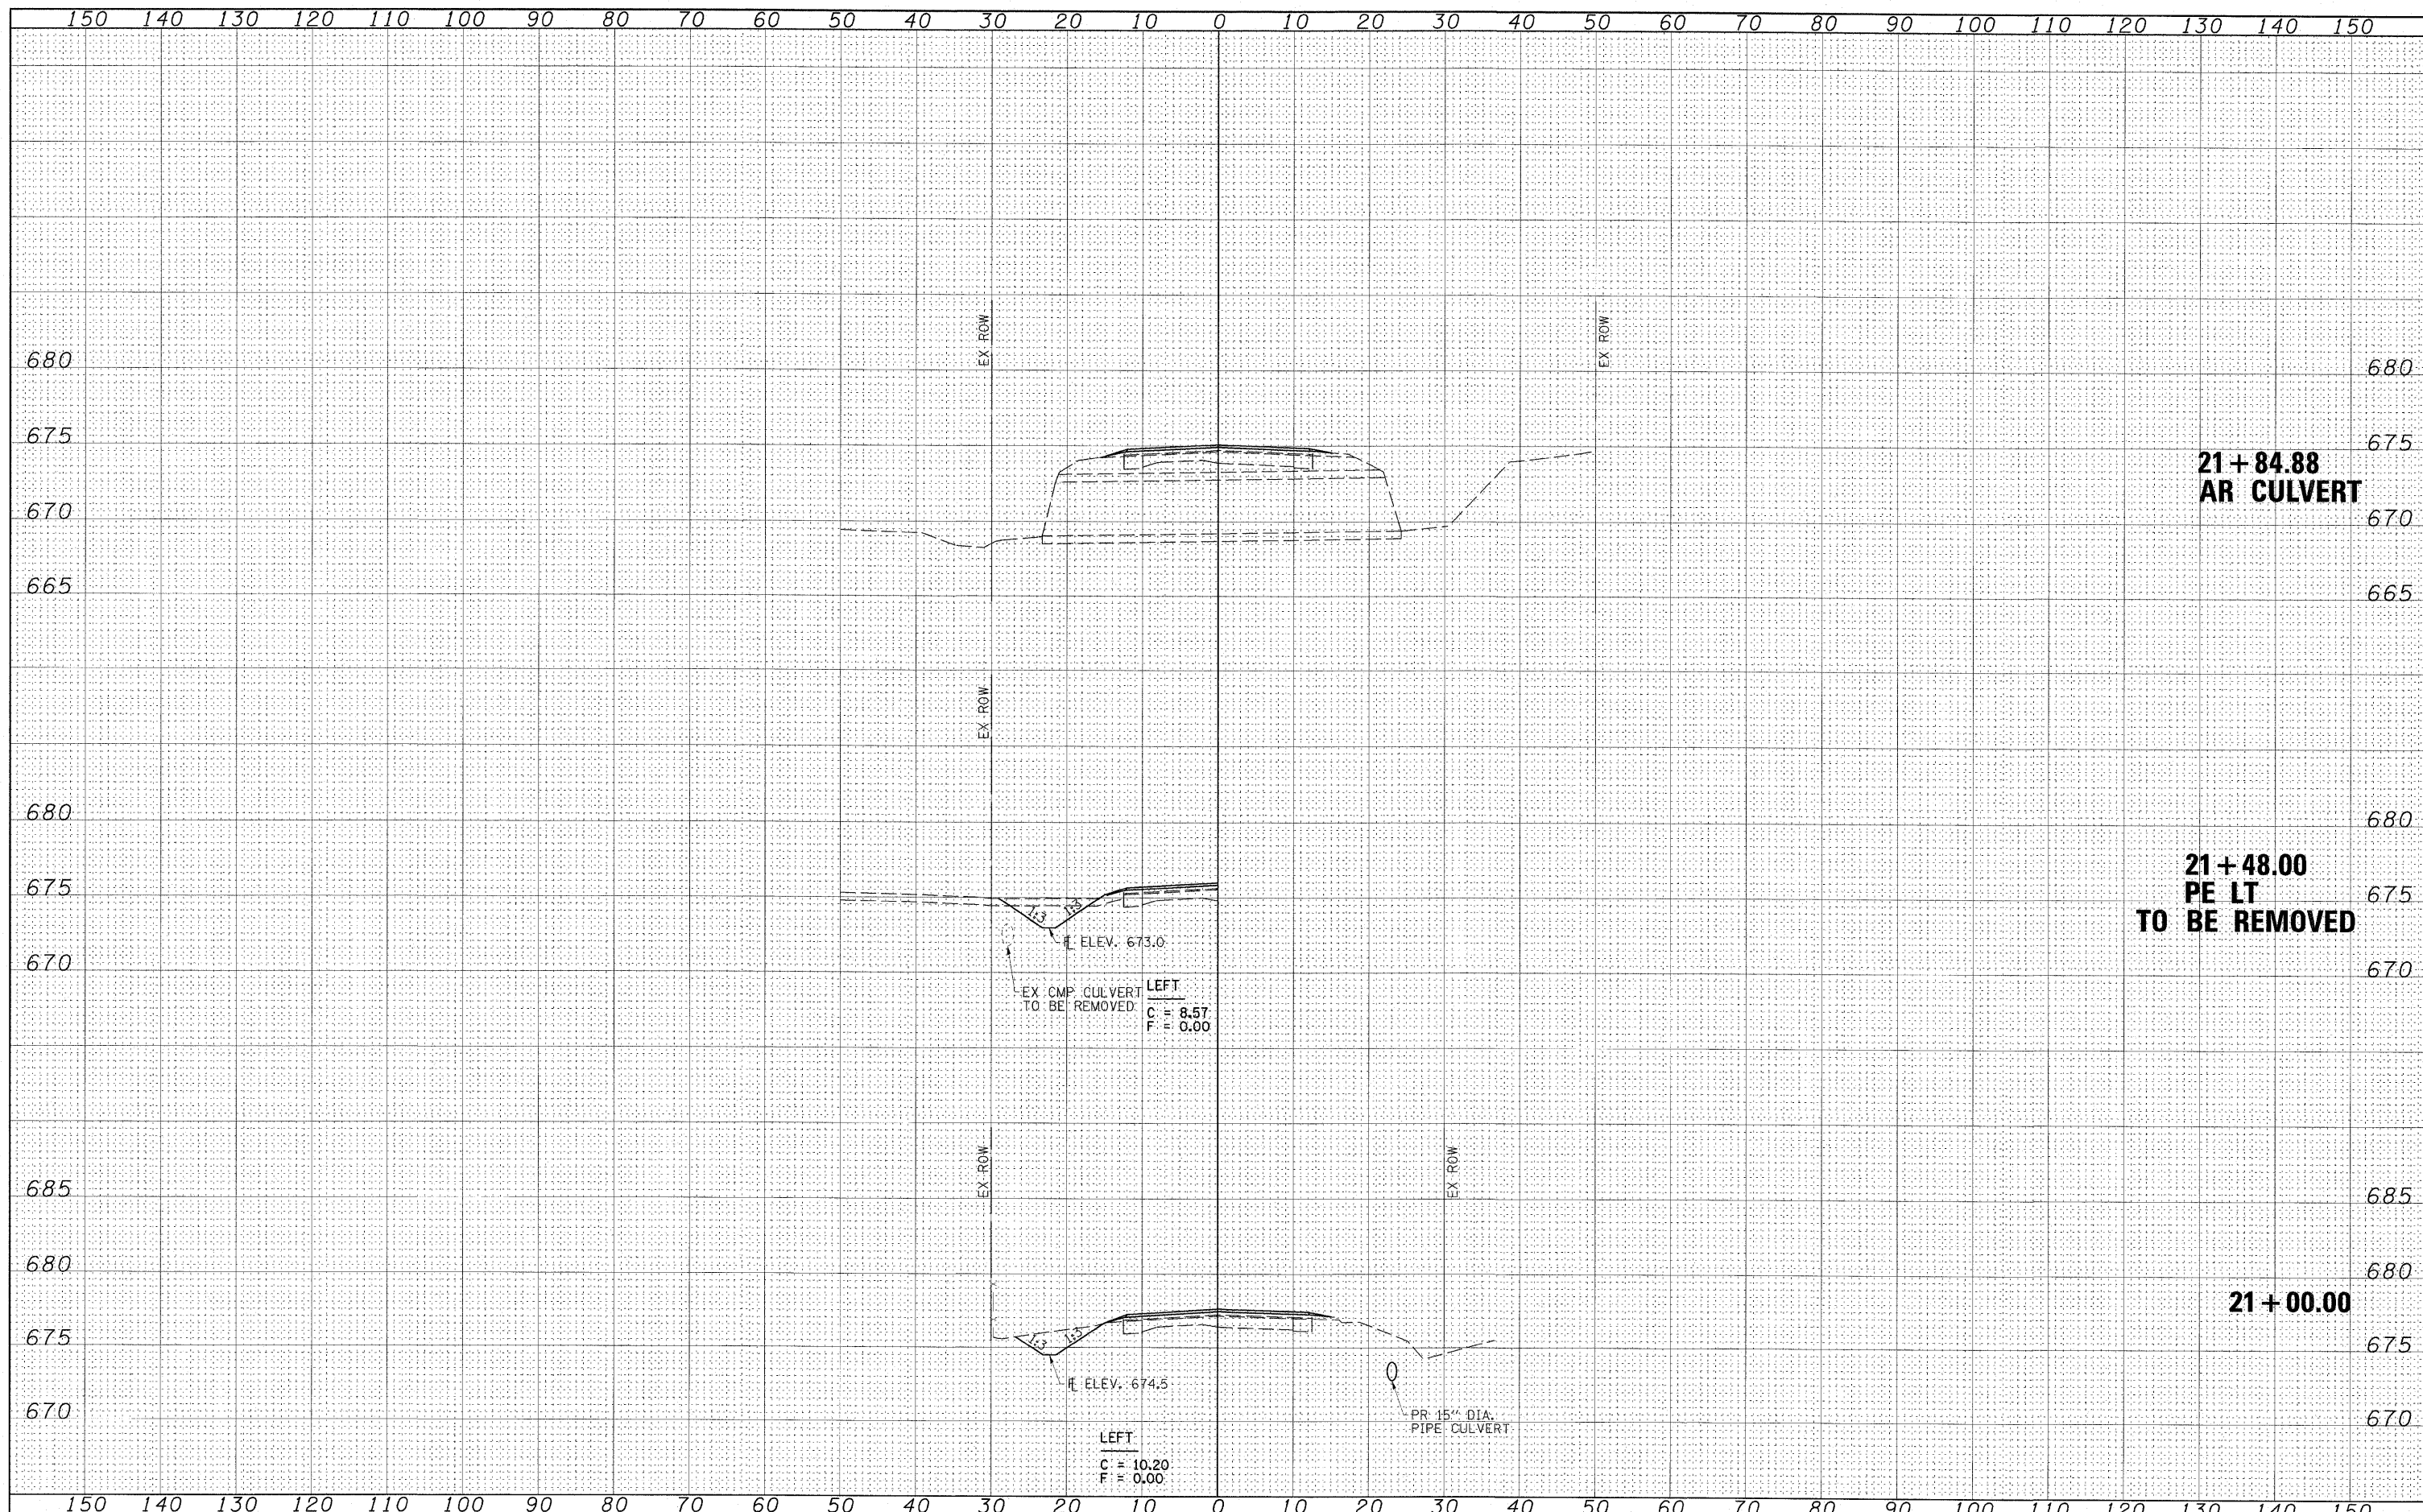 150 140 130 120 110 100 90 80 70 60 50 40 30 20 10 0 10 20 30 40 50 60 70 80 90 100 110 120 130 140 150
EX ROW
EX ROW
680 680
675 675
21+84.88
AR CULVERT
670 670
665 665
EX ROW
680 680
21+48.00
675 PE LT 675
TO BE REMOVED
1:3 1:3
FL ELEV. 673.0
670 670
EX CMP CULVERT
TO BE REMOVED
LEFT
C = 8.57
F = 0.00
EX ROW
EX ROW
685 685
680 680
21+00.00
675 675
1:3 1:3
FL ELEV. 674.5
670 670
PR 15" DIA.
PIPE CULVERT
LEFT
C = 10.20
F = 0.00
150 140 130 120 110 100 90 80 70 60 50 40 30 20 10 0 10 20 30 40 50 60 70 80 90 100 110 120 130 140 150